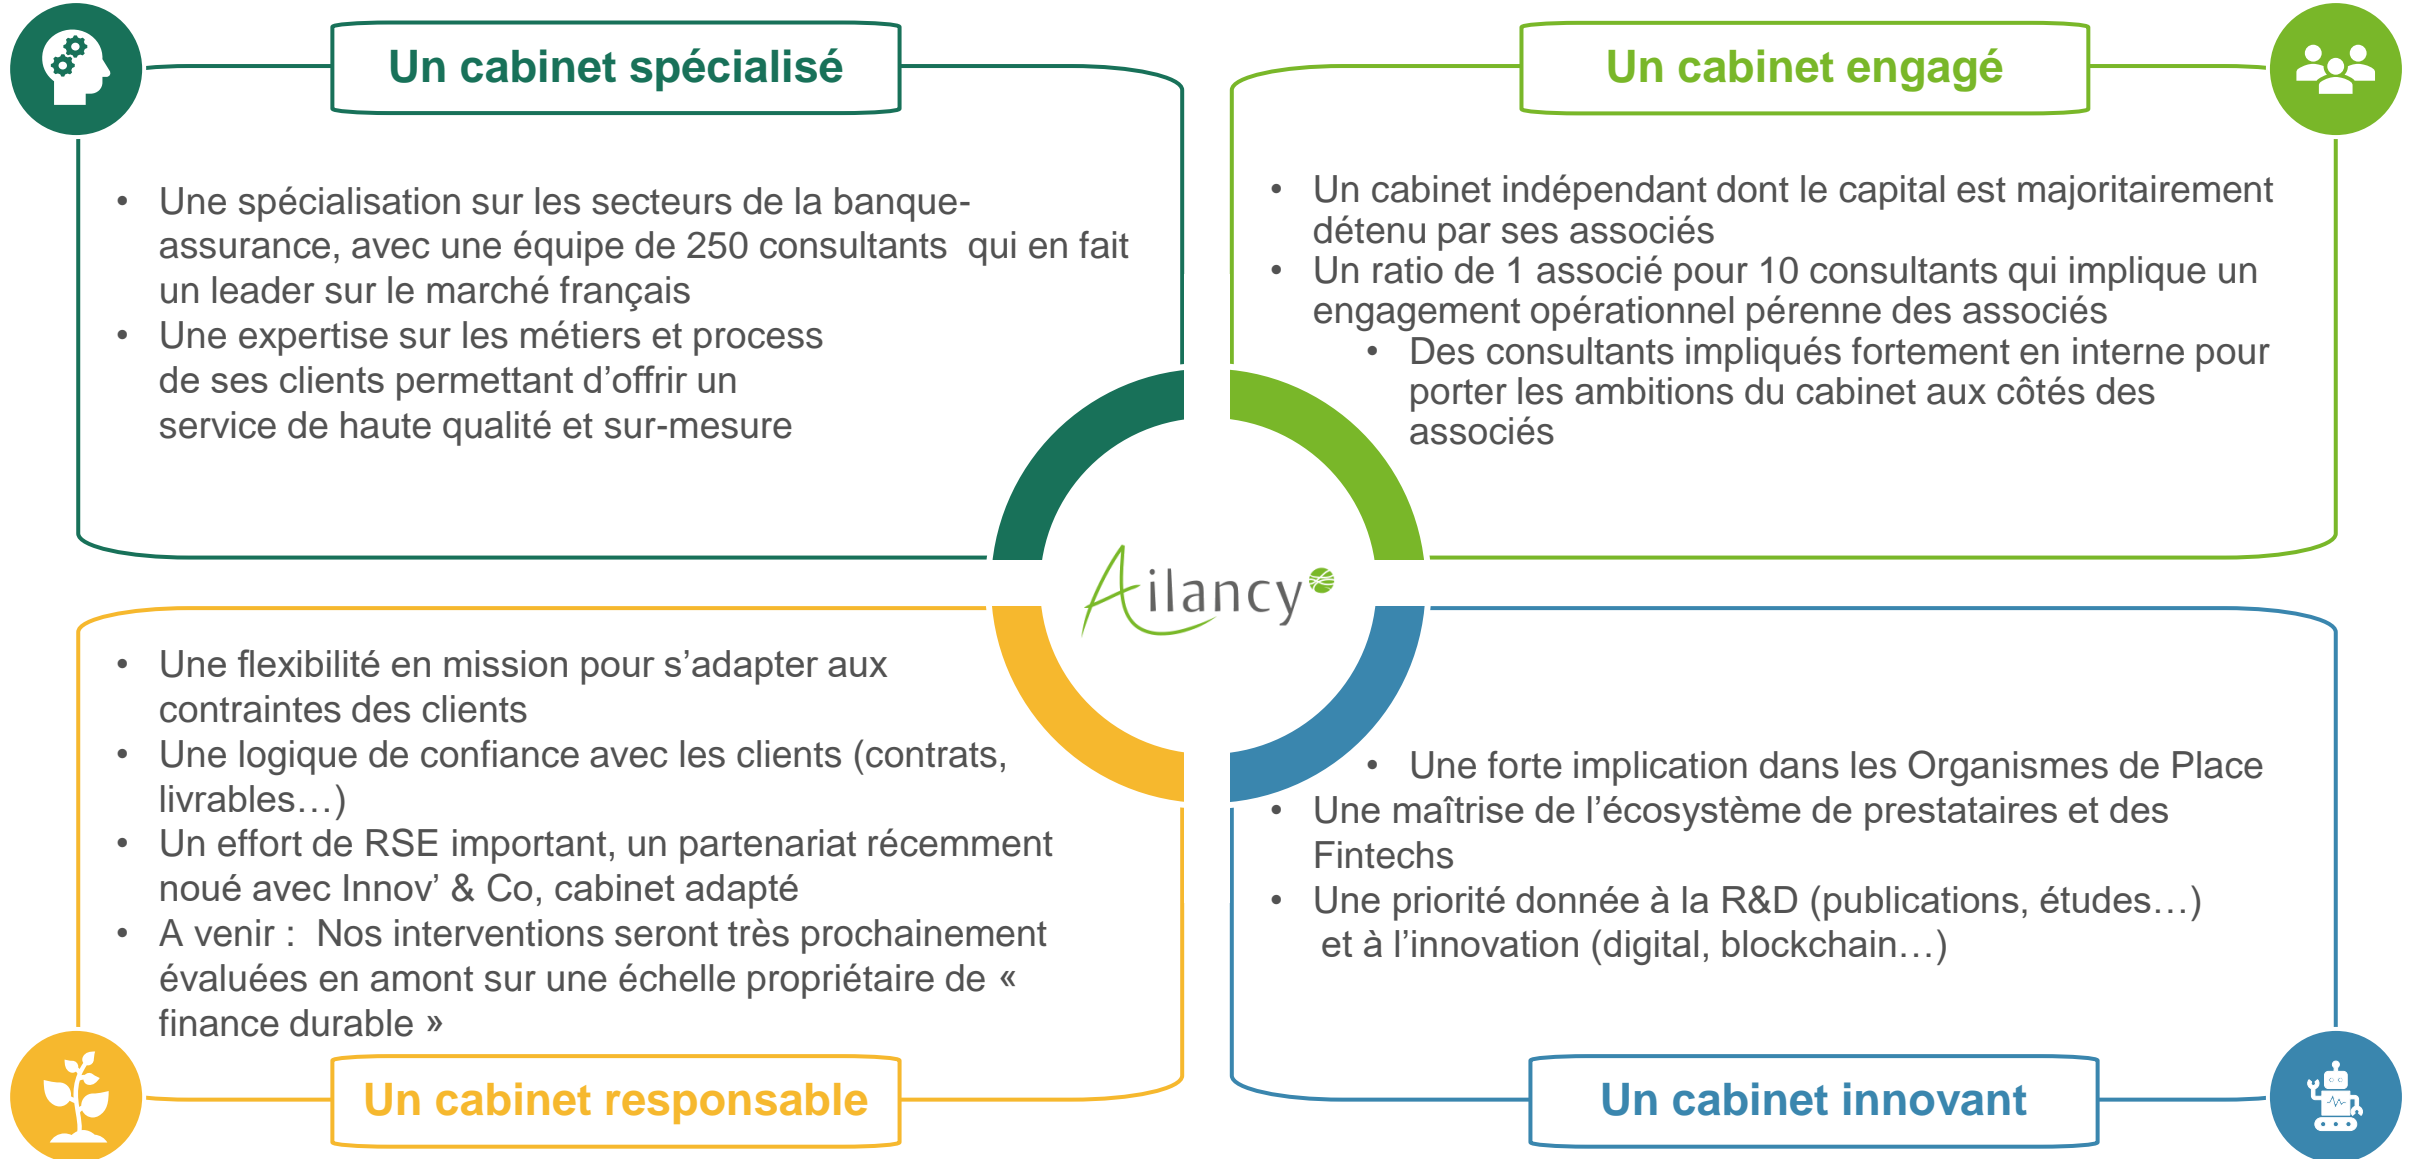 Un cabinet spécialisé
• Une spécialisation sur les secteurs de la banque-
assurance, avec une équipe de 250 consultants  qui en fait
un leader sur le marché français
• Une expertise sur les métiers et process
de ses clients permettant d’offrir un
service de haute qualité et sur-mesure
Un cabinet engagé
• Un cabinet indépendant dont le capital est majoritairement
détenu par ses associés
• Un ratio de 1 associé pour 10 consultants qui implique un
engagement opérationnel pérenne des associés
• Des consultants impliqués fortement en interne pour
porter les ambitions du cabinet aux côtés des
associés
Ailancy
• Une flexibilité en mission pour s’adapter aux
contraintes des clients
• Une logique de confiance avec les clients (contrats,
livrables…)
• Un effort de RSE important, un partenariat récemment
noué avec Innov’ & Co, cabinet adapté
• A venir :  Nos interventions seront très prochainement
évaluées en amont sur une échelle propriétaire de «
finance durable »
Un cabinet responsable
• Une forte implication dans les Organismes de Place
• Une maîtrise de l’écosystème de prestataires et des
Fintechs
• Une priorité donnée à la R&D (publications, études…)
et à l’innovation (digital, blockchain…)
Un cabinet innovant